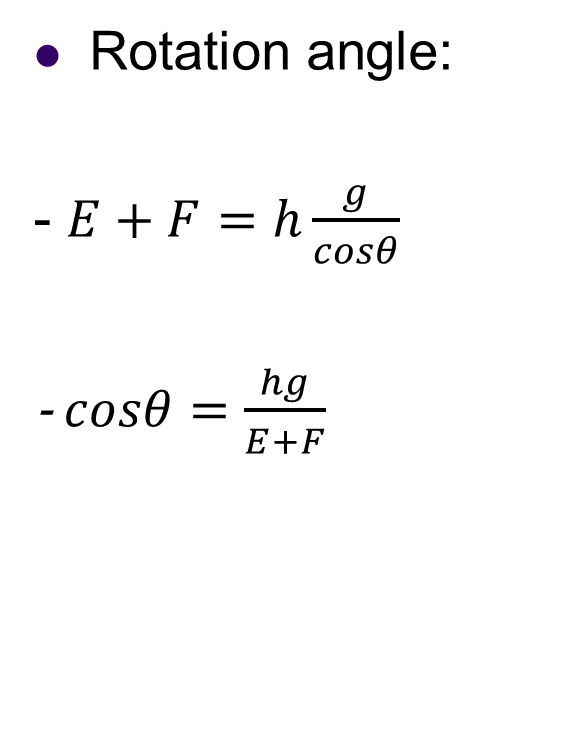 ● Rotation angle:
- E + F = h g/cosθ
- cosθ = hg/E+F